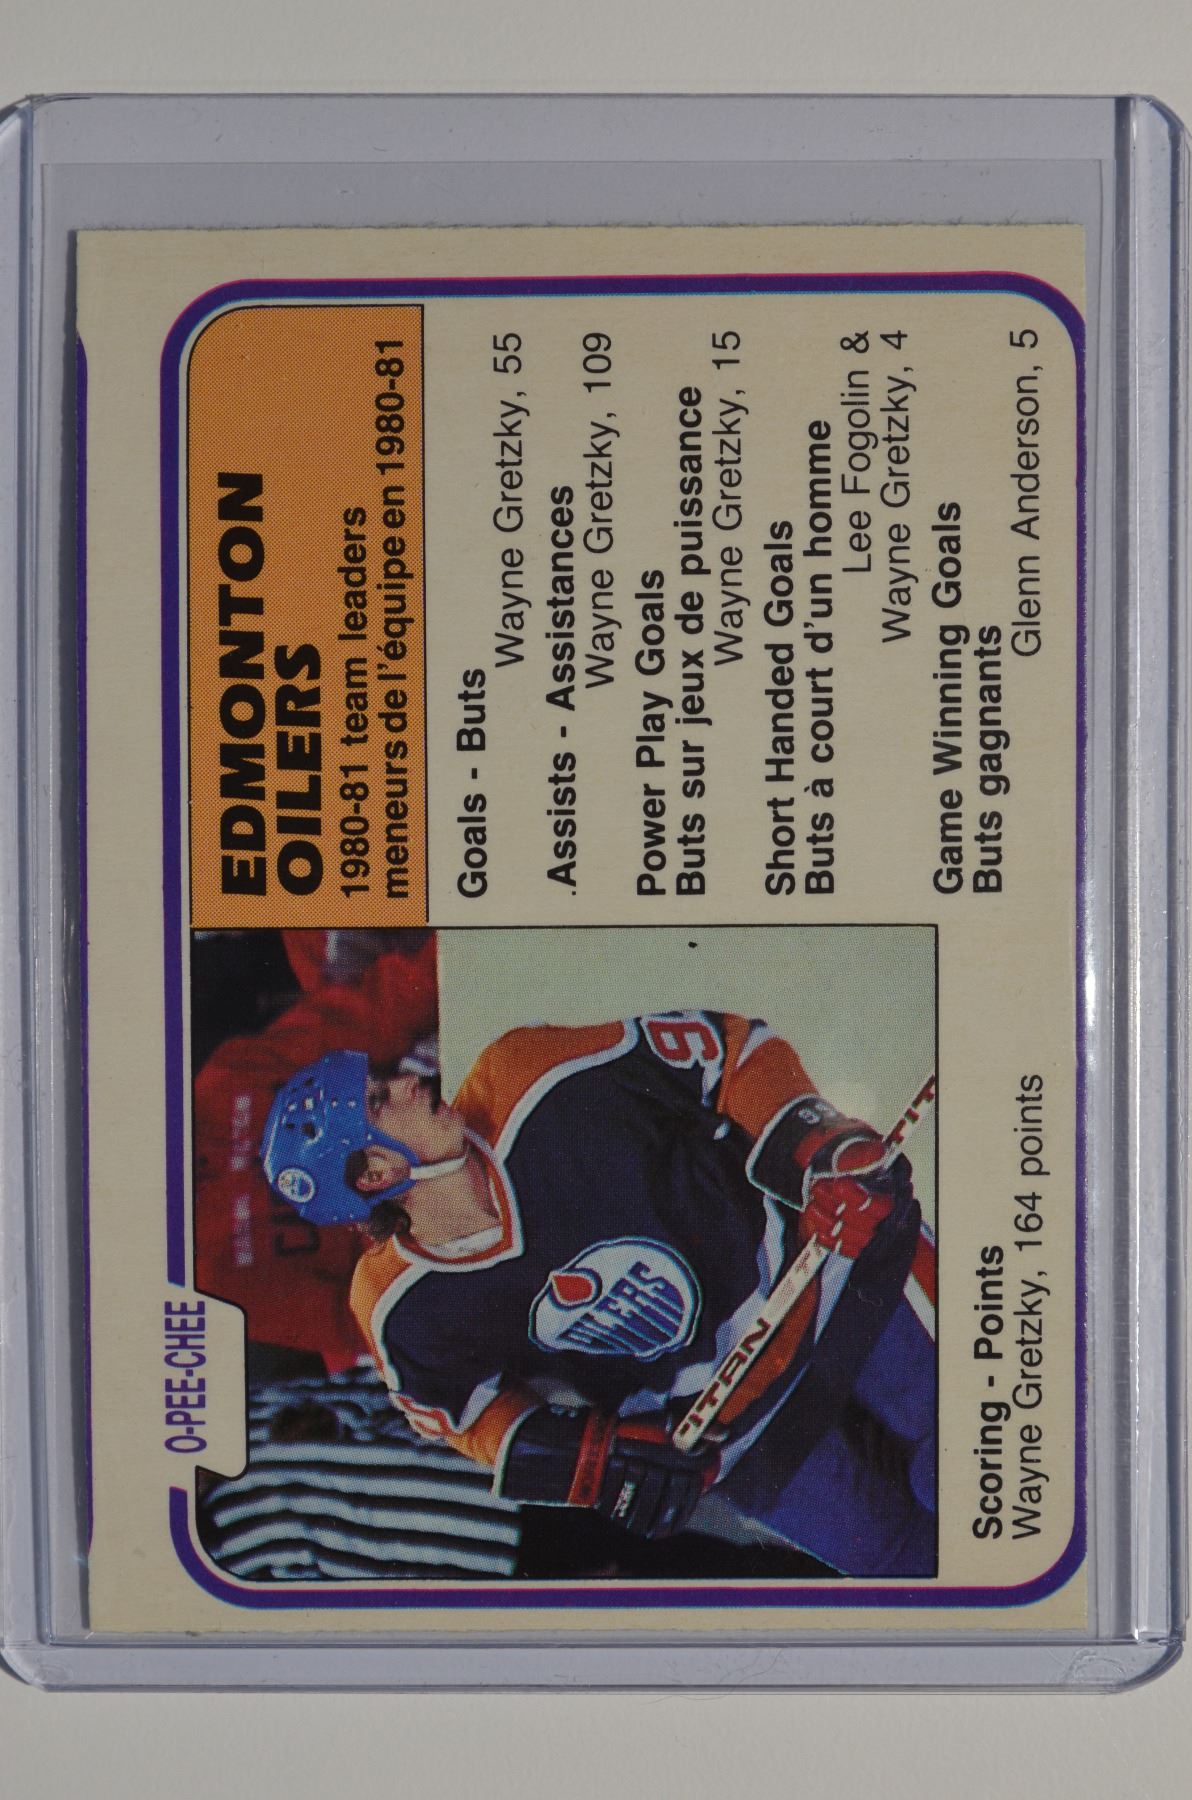 O-PEE-CHEE
EDMONTON
OILERS
1980-81 team leaders
meneurs de l'équipe en 1980-81
Goals - Buts
Wayne Gretzky, 55
.Assists - Assistances
Wayne Gretzky, 109
Power Play Goals
Buts sur jeux de puissance
Wayne Gretzky, 15
Short Handed Goals
Buts à court d'un homme
Lee Fogolin &
Wayne Gretzky, 4
Game Winning Goals
Buts gagnants
Glenn Anderson, 5
Scoring - Points
Wayne Gretzky, 164 points
OILERS
TITAN
TIT
99
9